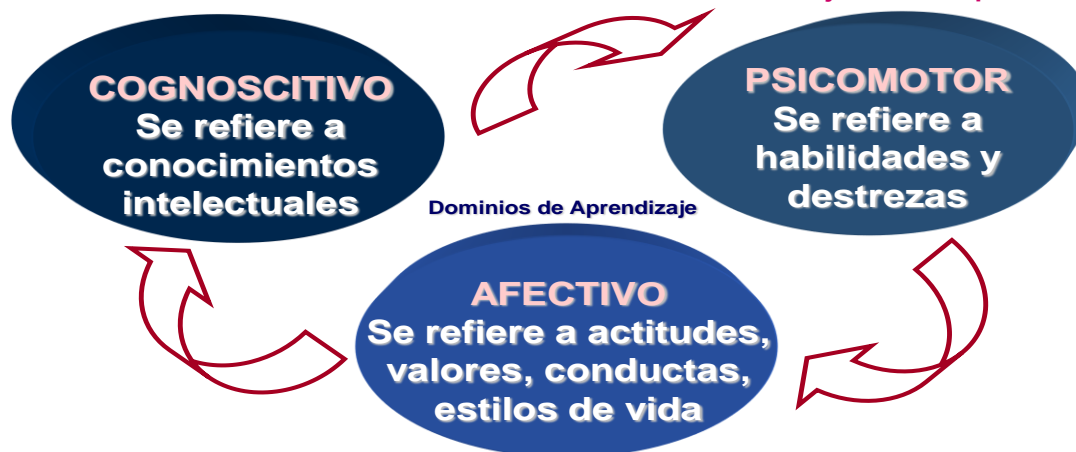 COGNOSCITIVO
Se refiere a
conocimientos
intelectuales
PSICOMOTOR
Se refiere a
habilidades y
destrezas
Dominios de Aprendizaje
AFECTIVO
Se refiere a actitudes,
valores, conductas,
estilos de vida